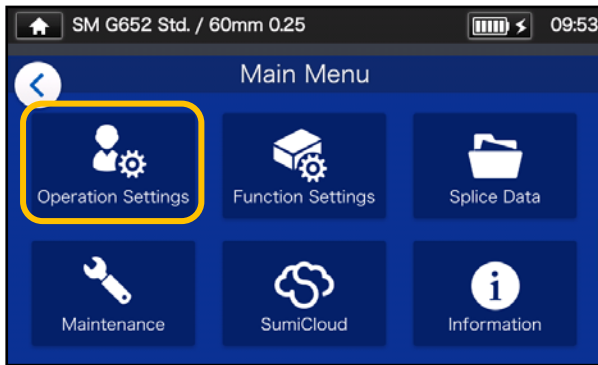 SM G652 Std. / 60mm 0.25 09:53
Main Menu
Operation Settings Function Settings Splice Data
Maintenance SumiCloud Information